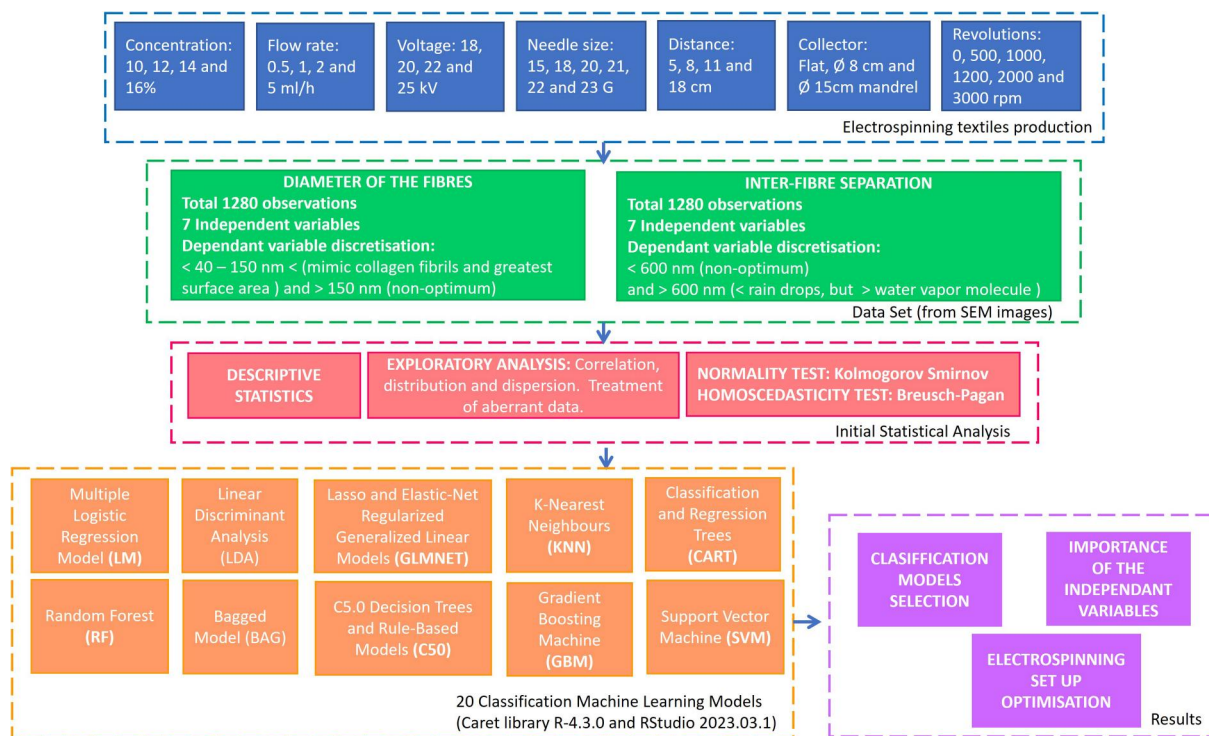 Concentration:
10, 12, 14 and
16%
Flow rate:
0.5, 1, 2 and
5 ml/h
Voltage: 18,
20, 22 and
25 kV
Needle size:
15, 18, 20, 21,
22 and 23 G
Distance:
5, 8, 11 and
18 cm
Collector:
Flat, Ø 8 cm and
Ø 15cm mandrel
Revolutions:
0, 500, 1000,
1200, 2000 and
3000 rpm
Electrospinning textiles production
DIAMETER OF THE FIBRES
Total 1280 observations
7 Independent variables
Dependant variable discretisation:
< 40 – 150 nm < (mimic collagen fibrils and greatest
surface area ) and > 150 nm (non-optimum)
INTER-FIBRE SEPARATION
Total 1280 observations
7 Independent variables
Dependant variable discretisation:
< 600 nm (non-optimum)
and > 600 nm (< rain drops, but > water vapor molecule )
Data Set (from SEM images)
DESCRIPTIVE
STATISTICS
EXPLORATORY ANALYSIS: Correlation,
distribution and dispersion. Treatment
of aberrant data.
NORMALITY TEST: Kolmogorov Smirnov
HOMOSCEDASTICITY TEST: Breusch-Pagan
Initial Statistical Analysis
Multiple
Logistic
Regression
Model (LM)
Linear
Discriminant
Analysis
(LDA)
Lasso and Elastic-Net
Regularized
Generalized Linear
Models (GLMNET)
K-Nearest
Neighbours
(KNN)
Classification
and Regression
Trees
(CART)
Random Forest
(RF)
Bagged
Model (BAG)
C5.0 Decision Trees
and Rule-Based
Models (C50)
Gradient
Boosting
Machine
(GBM)
Support Vector
Machine (SVM)
20 Classification Machine Learning Models
(Caret library R-4.3.0 and RStudio 2023.03.1)
CLASIFFICATION
MODELS
SELECTION
IMPORTANCE
OF THE
INDEPENDANT
VARIABLES
ELECTROSPINNING
SET UP
OPTIMISATION
Results